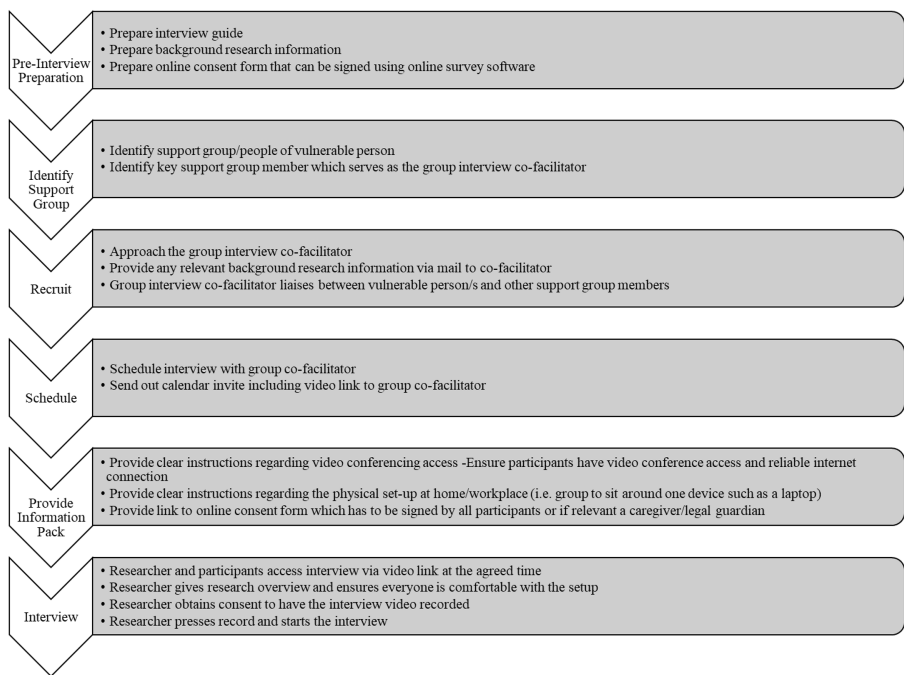 Pre-Interview
Preparation
• Prepare interview guide
• Prepare background research information
• Prepare online consent form that can be signed using online survey software
Identify
Support
Group
• Identify support group/people of vulnerable person
• Identify key support group member which serves as the group interview co-facilitator
Recruit
• Approach the group interview co-facilitator
• Provide any relevant background research information via mail to co-facilitator
• Group interview co-facilitator liaises between vulnerable person/s and other support group members
Schedule
• Schedule interview with group co-facilitator
• Send out calendar invite including video link to group co-facilitator
Provide
Information
Pack
• Provide clear instructions regarding video conferencing access -Ensure participants have video conference access and reliable internet
connection
• Provide clear instructions regarding the physical set-up at home/workplace (i.e. group to sit around one device such as a laptop)
• Provide link to online consent form which has to be signed by all participants or if relevant a caregiver/legal guardian
Interview
• Researcher and participants access interview via video link at the agreed time
• Researcher gives research overview and ensures everyone is comfortable with the setup
• Researcher obtains consent to have the interview video recorded
• Researcher presses record and starts the interview